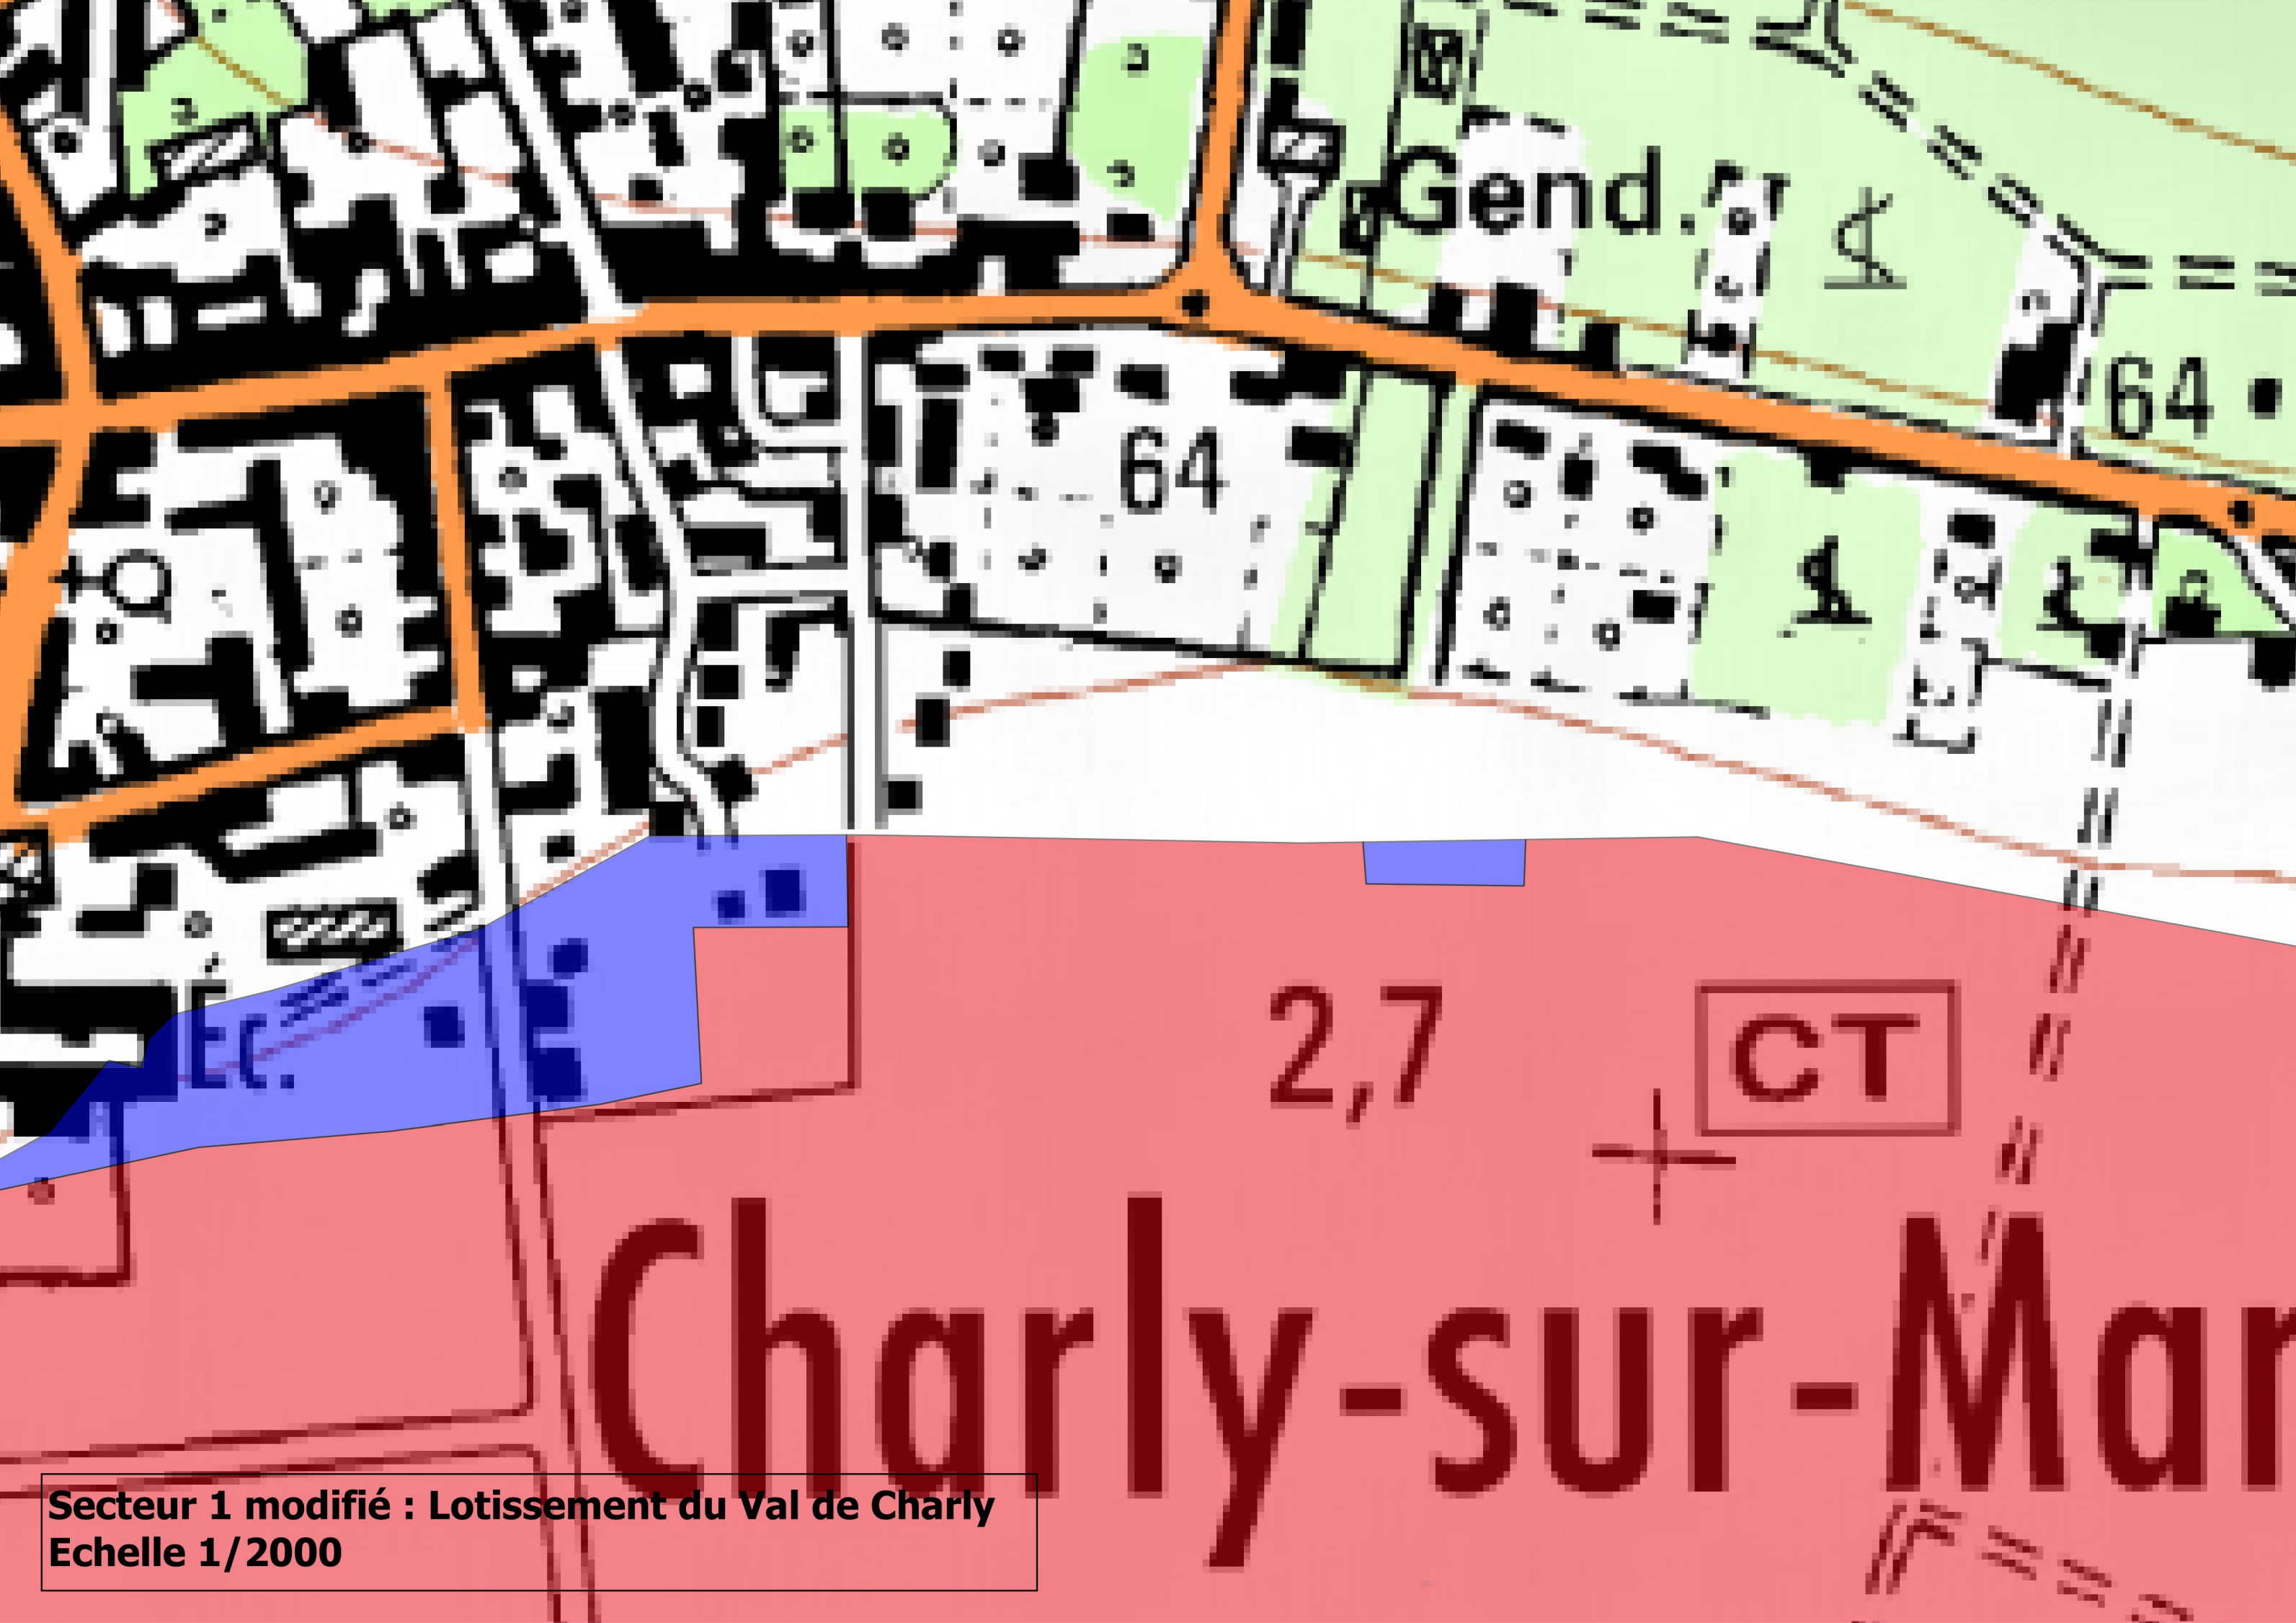 Gend.
64
64
Éc.
2,7
CT
Charly-sur-Mar
Secteur 1 modifié : Lotissement du Val de Charly
Echelle 1/2000